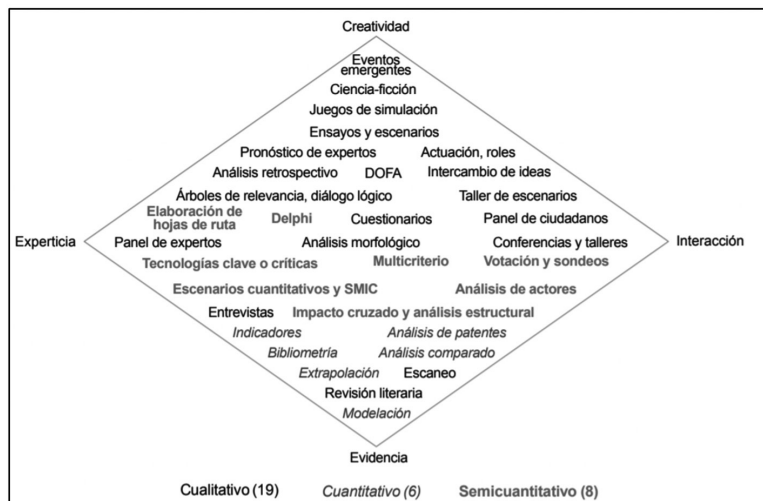 Creatividad
Eventos
emergentes
Ciencia-ficción
Juegos de simulación
Ensayos y escenarios
Pronóstico de expertos Actuación, roles
Análisis retrospectivo DOFA Intercambio de ideas
Árboles de relevancia, diálogo lógico Taller de escenarios
Elaboración de
hojas de ruta Delphi Cuestionarios Panel de ciudadanos
Experticia Panel de expertos Análisis morfológico Conferencias y talleres Interacción
Tecnologías clave o críticas Multicriterio Votación y sondeos
Escenarios cuantitativos y SMIC Análisis de actores
Entrevistas Impacto cruzado y análisis estructural
Indicadores Análisis de patentes
Bibliometría Análisis comparado
Extrapolación Escaneo
Revisión literaria
Modelación
Evidencia
Cualitativo (19) Cuantitativo (6) Semicuantitativo (8)